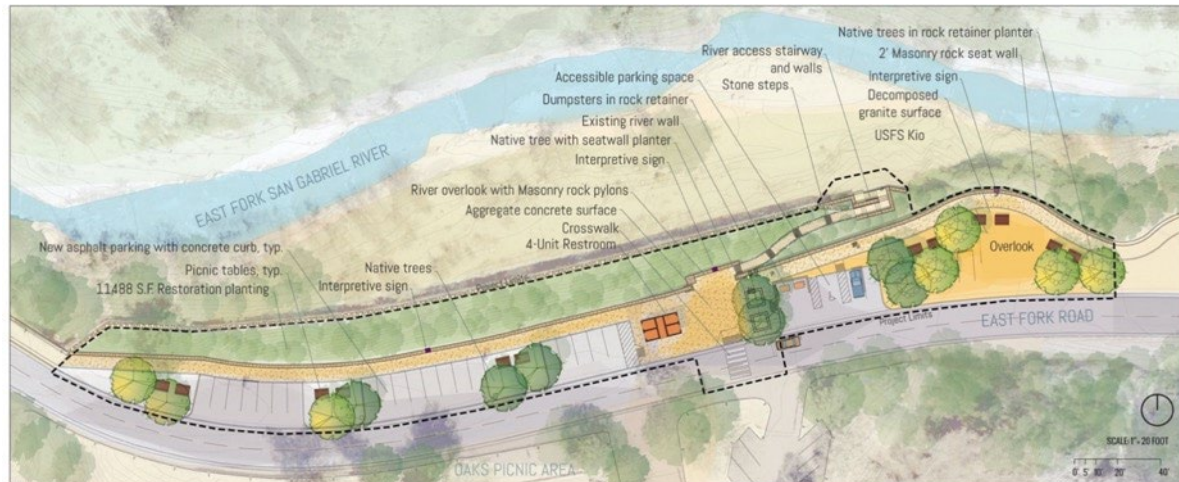 Native trees in rock retainer planter
River access stairway
and walls
2' Masonry rock seat wall
Accessible parking space
Stone steps
Interpretive sign
Dumpsters in rock retainer
Decomposed
granite surface
Existing river wall
USFS Kio
Native tree with seatwall planter
Interpretive sign
River overlook with Masonry rock pylons
Aggregate concrete surface
Crosswalk
4-Unit Restroom
EAST FORK SAN GABRIEL RIVER
New asphalt parking with concrete curb, typ.
Picnic tables, typ.
11,488 S.F. Restoration planting
Native trees
Interpretive sign
Overlook
Project Limits
EAST FORK ROAD
OAKS PICNIC AREA
SCALE: 1"= 20 FOOT
0' 5' 10' 20' 40'